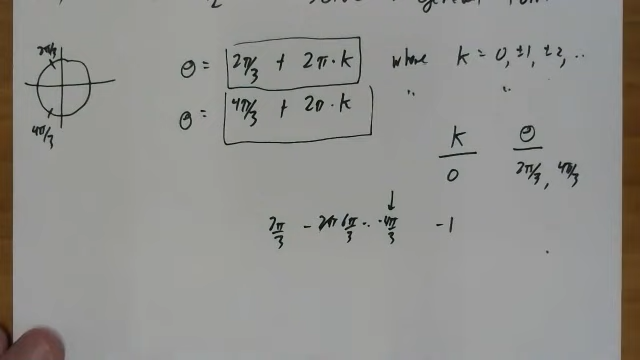 2π/3
θ = 2π/3 + 2π · k where k = 0, ±1, ±2, ..
4π/3
θ = 4π/3 + 2π · k " "
K θ
0 2π/3, 4π/3
2π/3 - 6π/3 .. -4π/3 -1